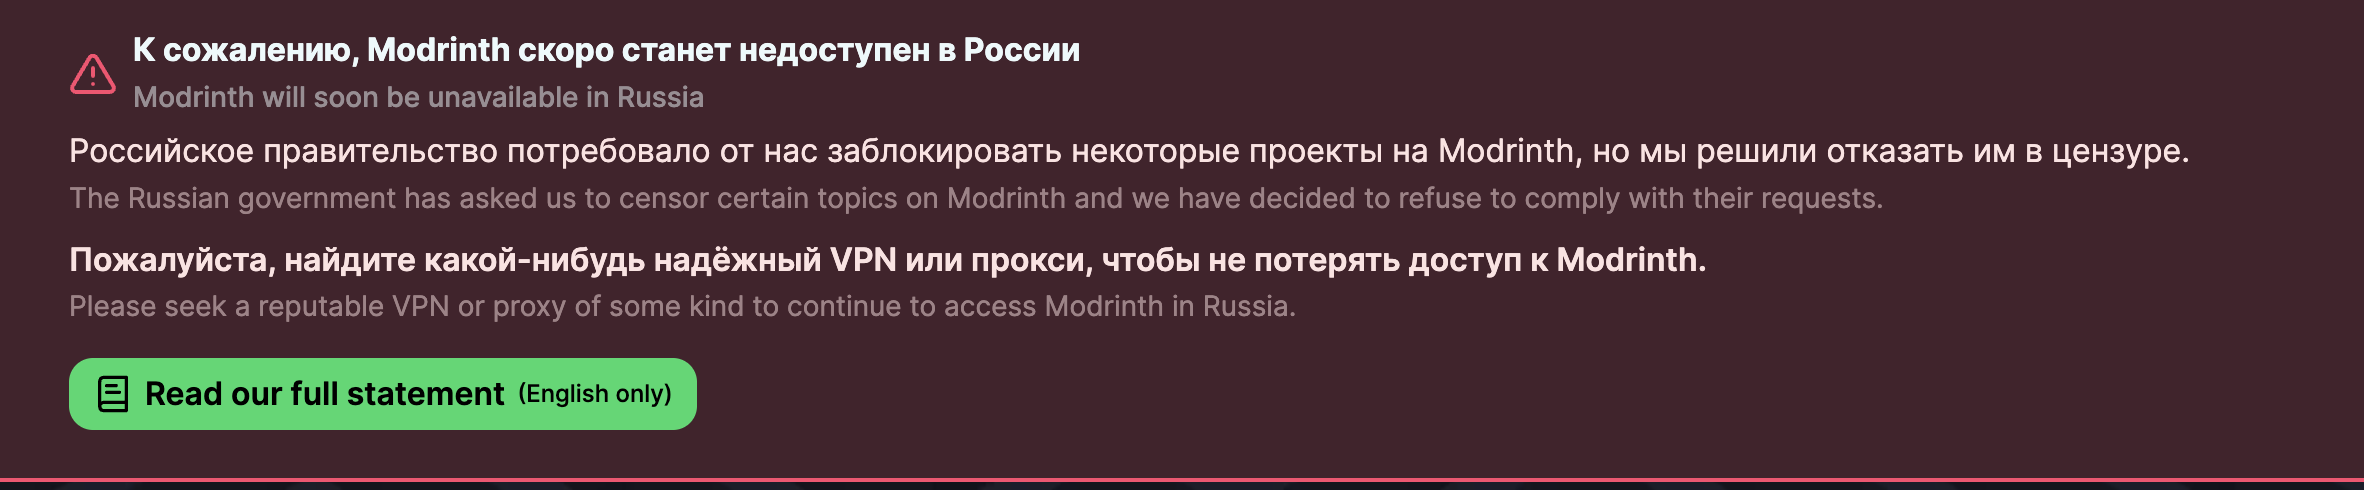 К сожалению, Modrinth скоро станет недоступен в России
Modrinth will soon be unavailable in Russia
Российское правительство потребовало от нас заблокировать некоторые проекты на Modrinth, но мы решили отказать им в цензуре.
The Russian government has asked us to censor certain topics on Modrinth and we have decided to refuse to comply with their requests.
Пожалуйста, найдите какой-нибудь надёжный VPN или прокси, чтобы не потерять доступ к Modrinth.
Please seek a reputable VPN or proxy of some kind to continue to access Modrinth in Russia.
Read our full statement (English only)